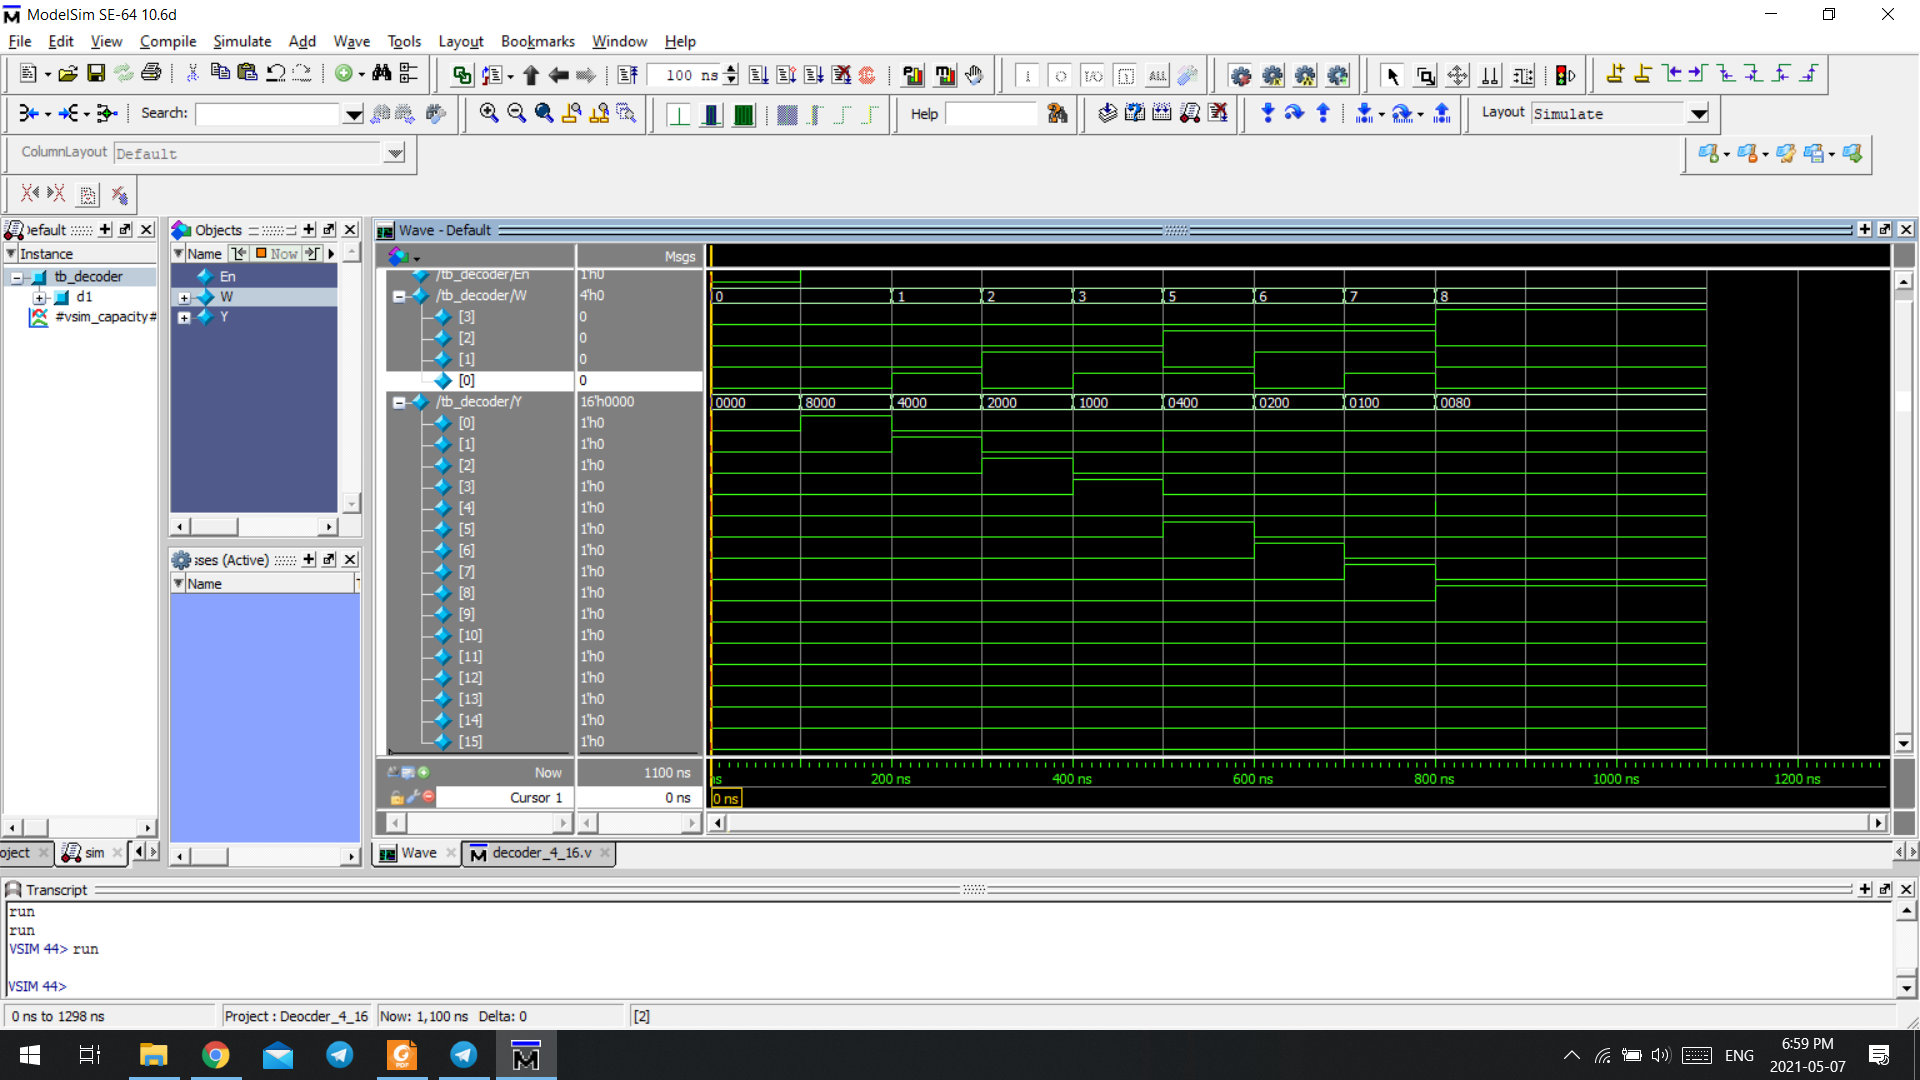 ModelSim SE-64 10.6d
File Edit View Compile Simulate Add Wave Tools Layout Bookmarks Window Help
100 ns
Search:
Help
Layout Simulate
ColumnLayout Default
Default
Instance
tb_decoder
d1
#vsim_capacity#
Objects
Name Now
En
W
Y
sses (Active)
Name
Wave - Default
Msgs
/tb_decoder/En 1'h0
/tb_decoder/W 4'h0 0 1 2 3 5 6 7 8
[3] 0
[2] 0
[1] 0
[0] 0
/tb_decoder/Y 16'h0000 0000 8000 4000 2000 1000 0400 0200 0100 0080
[0] 1'h0
[1] 1'h0
[2] 1'h0
[3] 1'h0
[4] 1'h0
[5] 1'h0
[6] 1'h0
[7] 1'h0
[8] 1'h0
[9] 1'h0
[10] 1'h0
[11] 1'h0
[12] 1'h0
[13] 1'h0
[14] 1'h0
[15] 1'h0
Now 1100 ns ns 200 ns 400 ns 600 ns 800 ns 1000 ns 1200 ns
Cursor 1 0 ns 0 ns
oject sim
Wave decoder_4_16.v
Transcript
run
run
VSIM 44> run
VSIM 44>
0 ns to 1298 ns Project : Deocder_4_16 Now: 1,100 ns Delta: 0 [2]
ENG
6:59 PM
2021-05-07